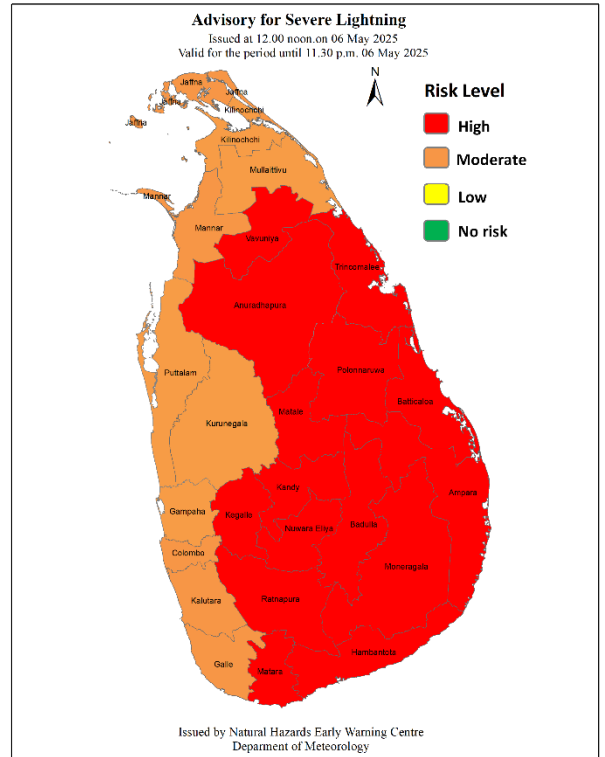 Advisory for Severe Lightning
Issued at 12.00 noon.on 06 May 2025
Valid for the period until 11.30 p.m. 06 May 2025
N
Risk Level
High
Moderate
Low
No risk
Jaffna
Jaffna
Jaffna
Kilinochchi
Jaffna
Kilinochchi
Mullaittivu
Mannar
Mannar
Vavuniya
Trincomalee
Anuradhapura
Puttalam
Polonnaruwa
Kurunegala
Matale
Batticaloa
Kandy
Ampara
Gampaha
Kegalle
Nuwara Eliya
Badulla
Colombo
Moneragala
Kalutara
Ratnapura
Hambantota
Galle
Matara
Issued by Natural Hazards Early Warning Centre
Deparment of Meteorology